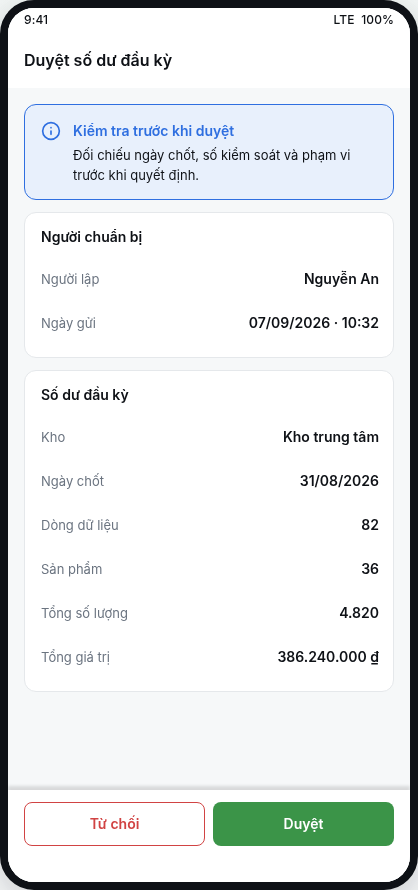 9:41
LTE 100%
Duyệt số dư đầu kỳ
Kiểm tra trước khi duyệt
Đối chiếu ngày chốt, số kiểm soát và phạm vi
trước khi quyết định.
Người chuẩn bị
Người lập
Nguyễn An
Ngày gửi
07/09/2026 · 10:32
Số dư đầu kỳ
Kho
Kho trung tâm
Ngày chốt
31/08/2026
Dòng dữ liệu
82
Sản phẩm
36
Tổng số lượng
4.820
Tổng giá trị
386.240.000 ₫
Từ chối
Duyệt